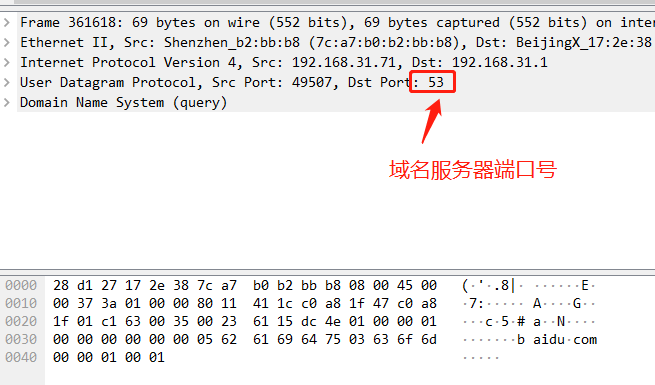 Frame 361618: 69 bytes on wire (552 bits), 69 bytes captured (552 bits) on inter
Ethernet II, Src: Shenzhen_b2:bb:b8 (7c:a7:b0:b2:bb:b8), Dst: BeijingX_17:2e:38
Internet Protocol Version 4, Src: 192.168.31.71, Dst: 192.168.31.1
User Datagram Protocol, Src Port: 49507, Dst Port: 53
Domain Name System (query)
域名服务器端口号
0000 28 d1 27 17 2e 38 7c a7 b0 b2 bb b8 08 00 45 00 (·'·.8|· ······E·
0010 00 37 3a 01 00 00 80 11 41 1c c0 a8 1f 47 c0 a8 ·7:····· A····G··
0020 1f 01 c1 63 00 35 00 23 61 15 dc 4e 01 00 00 01 ···c·5·# a··N····
0030 00 00 00 00 00 00 05 62 61 69 64 75 03 63 6f 6d ·······b aidu·com
0040 00 00 01 00 01 ·····